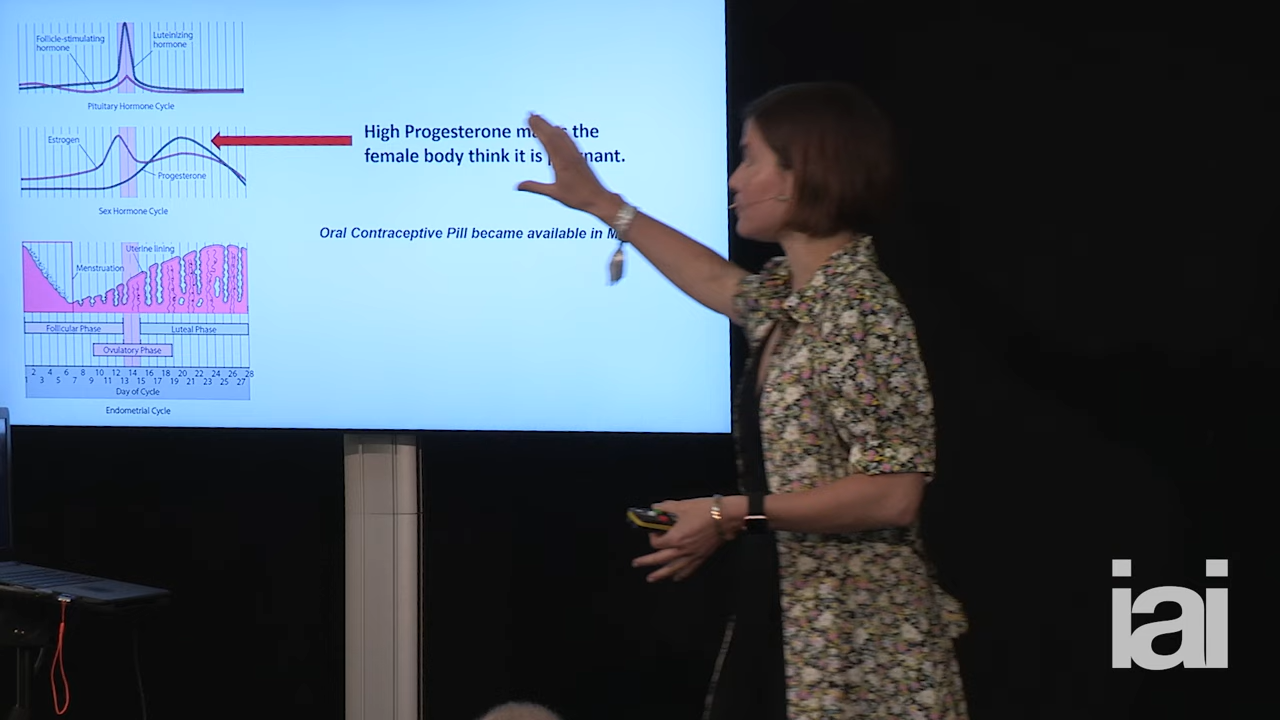 Follicle-stimulating
hormone
Luteinizing
hormone
Pituitary Hormone Cycle
Estrogen
Progesterone
Sex Hormone Cycle
High Progesterone the
female body think it is
Oral Contraceptive Pill became available in
Uterine lining
Menstruation
Follicular Phase
Luteal Phase
Ovulatory Phase
2 4 6 8 10 12 14 16 18 20 22 24 26 28
1 3 5 7 9 11 13 15 17 19 21 23 25 27
Day of Cycle
Endometrial Cycle
iai